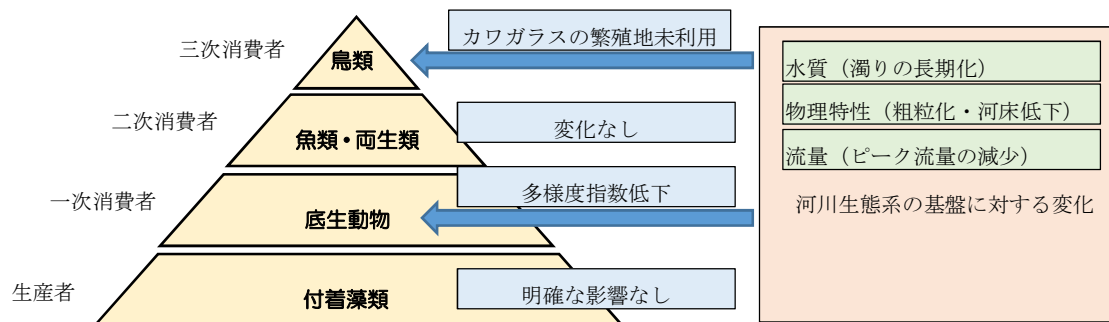 三次消費者
鳥類
カワガラスの繁殖地未利用
二次消費者
魚類・両生類
変化なし
一次消費者
底生動物
多様度指数低下
生産者
付着藻類
明確な影響なし
水質（濁りの長期化）
物理特性（粗粒化・河床低下）
流量（ピーク流量の減少）
河川生態系の基盤に対する変化